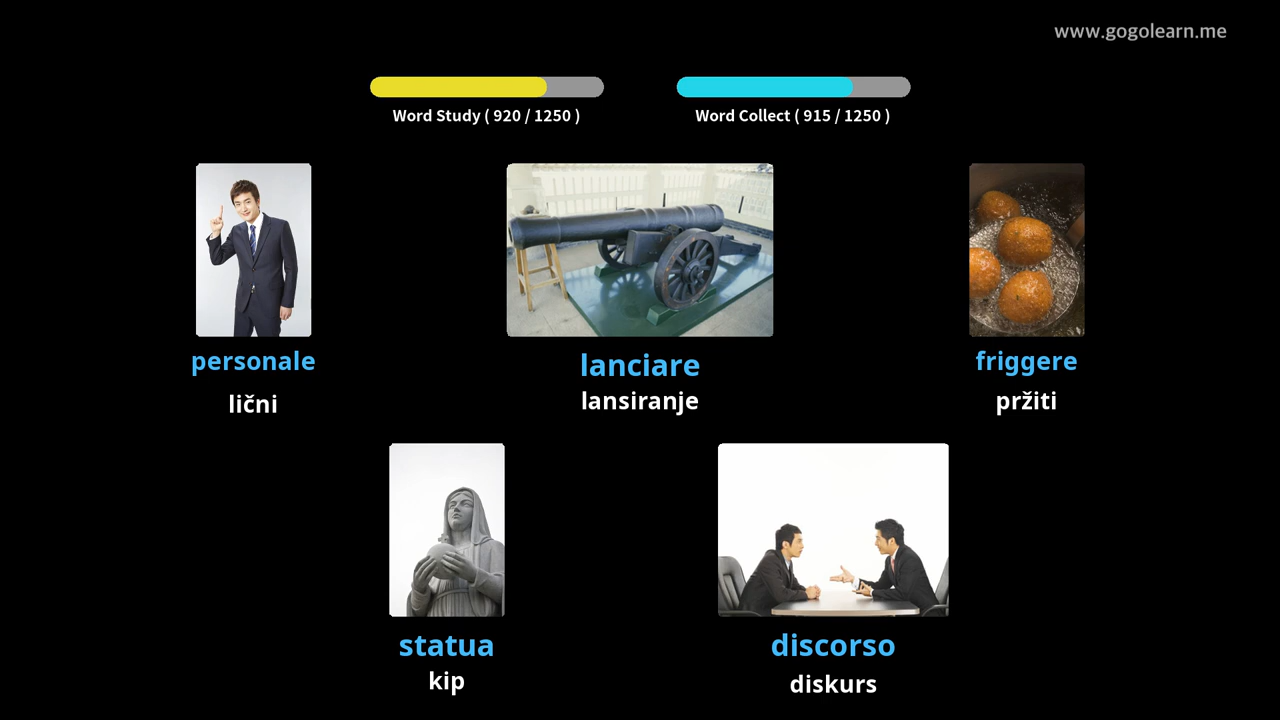 www.gogolearn.me
Word Study ( 920 / 1250 )
Word Collect ( 915 / 1250 )
personale
lični
lanciare
lansiranje
friggere
pržiti
statua
kip
discorso
diskurs